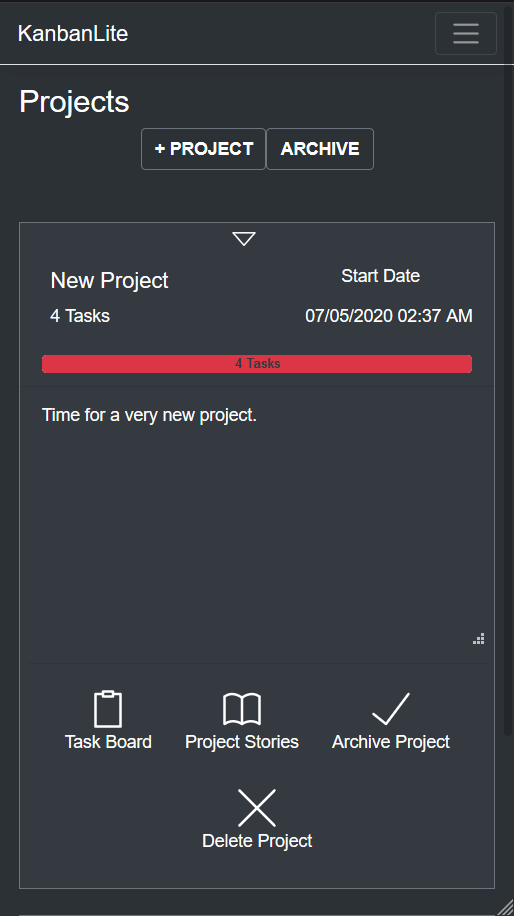 KanbanLite
Projects
+ PROJECT ARCHIVE
New Project Start Date
4 Tasks 07/05/2020 02:37 AM
4 Tasks
Time for a very new project.
Task Board Project Stories Archive Project
Delete Project